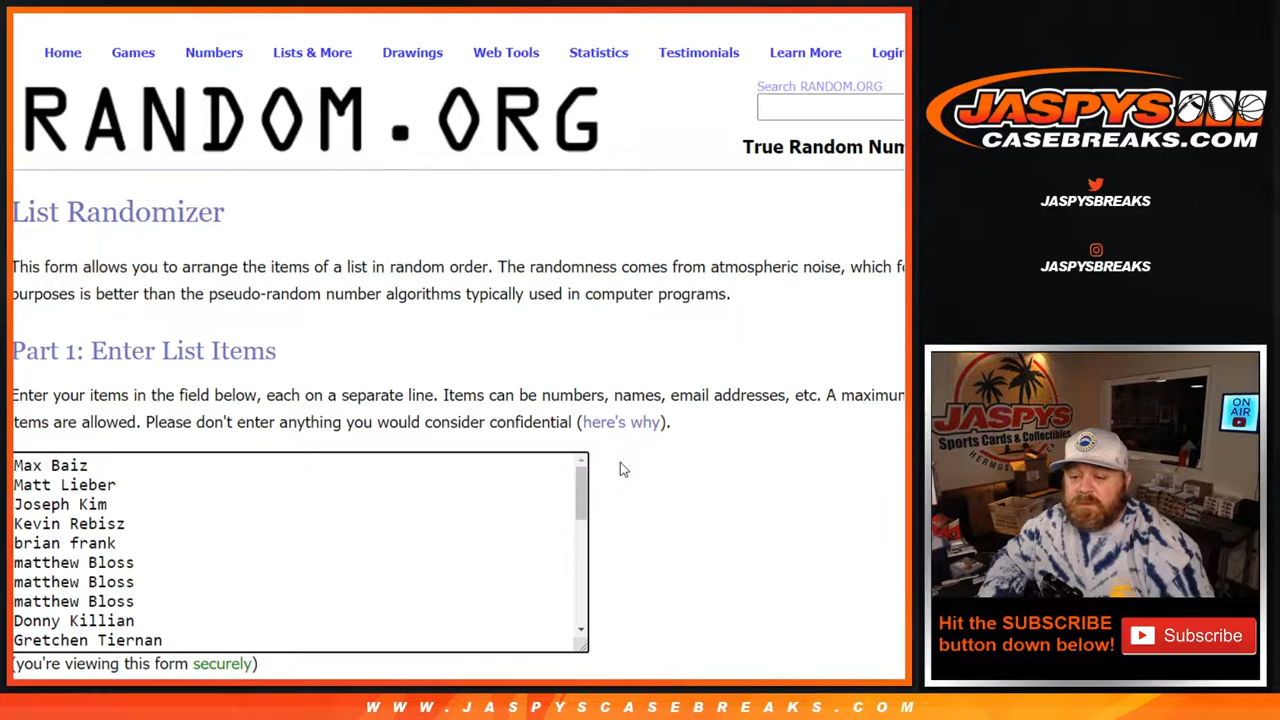 Home Games Numbers Lists & More Drawings Web Tools Statistics Testimonials Learn More Login
Search RANDOM.ORG
RANDOM.ORG
True Random Num
List Randomizer
This form allows you to arrange the items of a list in random order. The randomness comes from atmospheric noise, which f
purposes is better than the pseudo-random number algorithms typically used in computer programs.
Part 1: Enter List Items
Enter your items in the field below, each on a separate line. Items can be numbers, names, email addresses, etc. A maximum
items are allowed. Please don't enter anything you would consider confidential (here's why).
Max Baiz
Matt Lieber
Joseph Kim
Kevin Rebisz
brian frank
matthew Bloss
matthew Bloss
matthew Bloss
Donny Killian
Gretchen Tiernan
(you're viewing this form securely)
JASPYS
CASEBREAKS.COM
JASPYSBREAKS
JASPYSBREAKS
JASPYS
Sports Cards & Collectibles
HERMOS
ON
AIR
Hit the SUBSCRIBE
button down below!
Subscribe
WWW.JASPYSCASEBREAKS.COM